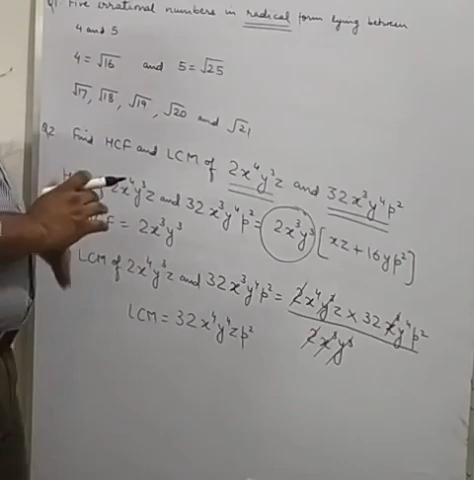 Q1. Five irrational numbers in radical form lying between
4 and 5
4 = √16 and 5 = √25
√17, √18, √19, √20 and √21
Q2. Find HCF and LCM of 2x⁴y³z and 32x³y⁴p²
2x⁴y³z and 32x³y⁴p² = 2x³y³ [xz + 16yp²]
= 2x³y³
LCM of 2x⁴y³z and 32x³y⁴p² = 2x⁴y³z × 32x³y⁴p² / 2x³y³
LCM = 32x⁴y⁴zp²